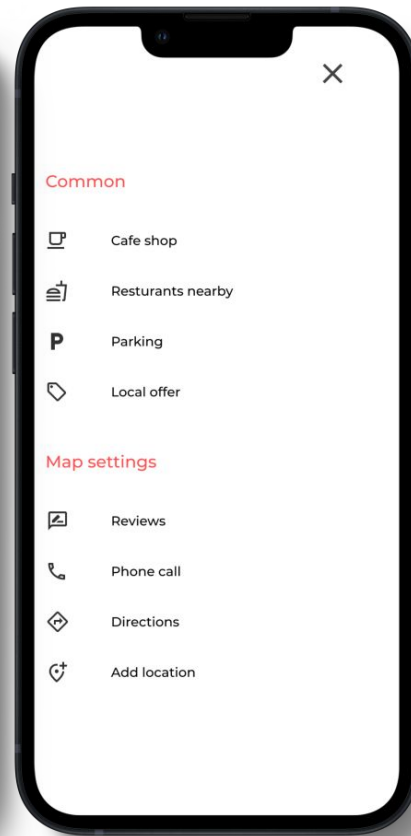 Common
Cafe shop
Resturants nearby
P
Parking
Local offer
Map settings
Reviews
Phone call
Directions
Add location